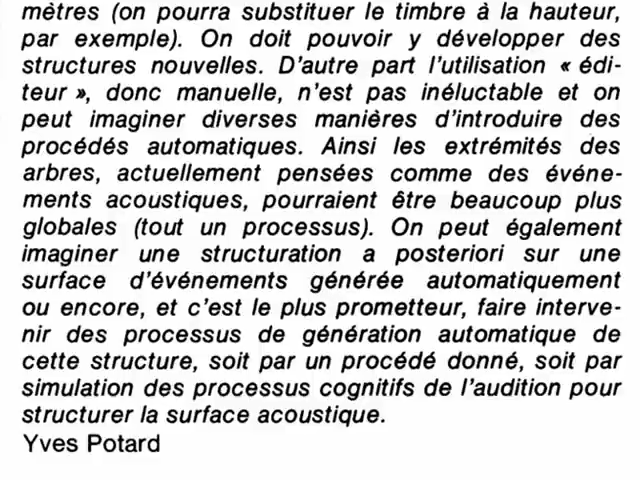 mètres (on pourra substituer le timbre à la hauteur,
par exemple). On doit pouvoir y développer des
structures nouvelles. D'autre part l'utilisation « édi-
teur », donc manuelle, n'est pas inéluctable et on
peut imaginer diverses manières d'introduire des
procédés automatiques. Ainsi les extrémités des
arbres, actuellement pensées comme des événe-
ments acoustiques, pourraient être beaucoup plus
globales (tout un processus). On peut également
imaginer une structuration a posteriori sur une
surface d'événements générée automatiquement
ou encore, et c'est le plus prometteur, faire interve-
nir des processus de génération automatique de
cette structure, soit par un procédé donné, soit par
simulation des processus cognitifs de l'audition pour
structurer la surface acoustique.
Yves Potard